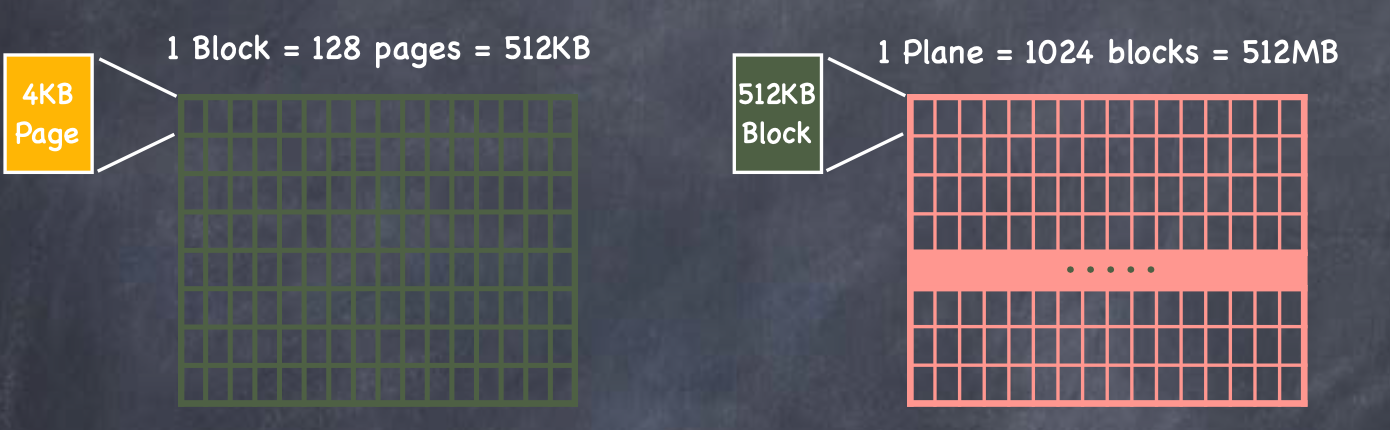 1 Block = 128 pages = 512KB
4KB
Page
1 Plane = 1024 blocks = 512MB
512KB
Block
.....